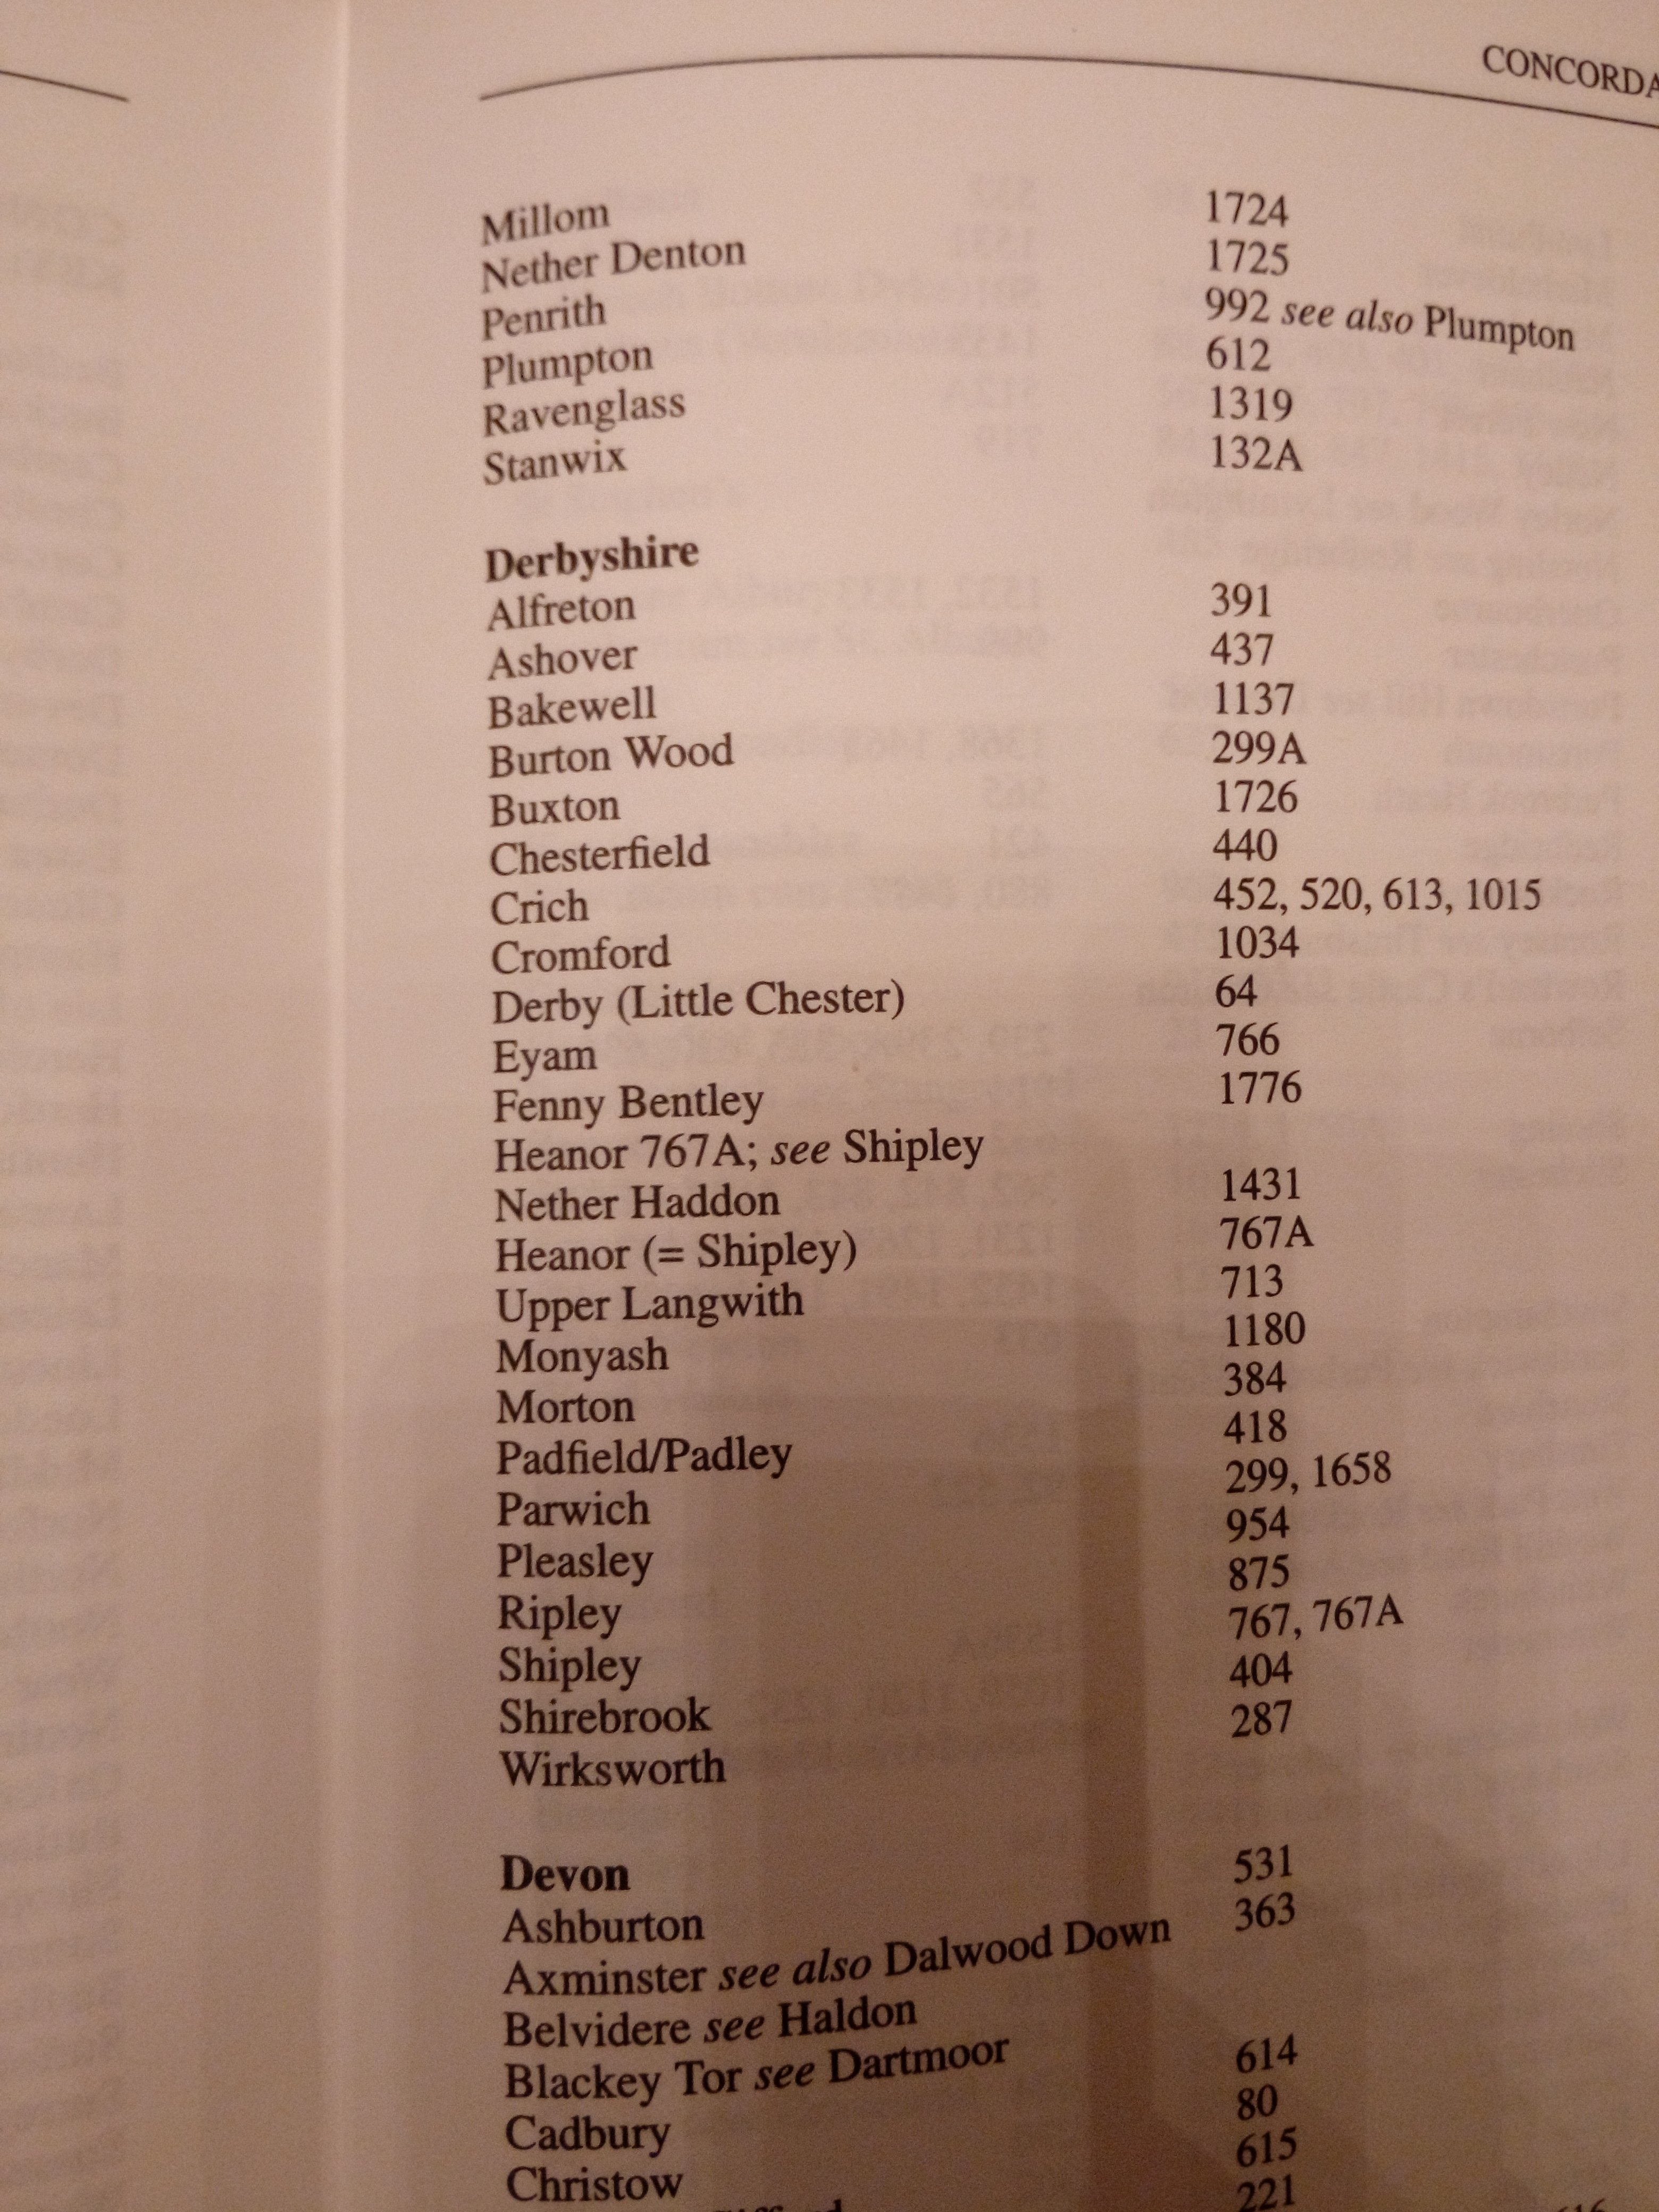 CONCORDA
Millom 1724
Nether Denton 1725
Penrith 992 see also Plumpton
Plumpton 612
Ravenglass 1319
Stanwix 132A
Derbyshire
Alfreton 391
Ashover 437
Bakewell 1137
Burton Wood 299A
Buxton 1726
Chesterfield 440
Crich 452, 520, 613, 1015
Cromford 1034
Derby (Little Chester) 64
Eyam 766
Fenny Bentley 1776
Heanor 767A; see Shipley
Nether Haddon 1431
Heanor (= Shipley) 767A
Upper Langwith 713
Monyash 1180
Morton 384
Padfield/Padley 418
Parwich 299, 1658
Pleasley 954
Ripley 875
Shipley 767, 767A
Shirebrook 404
Wirksworth 287
Devon
Ashburton 531
Axminster see also Dalwood Down 363
Belvidere see Haldon
Blackey Tor see Dartmoor
Cadbury 614
Christow 80
615
221